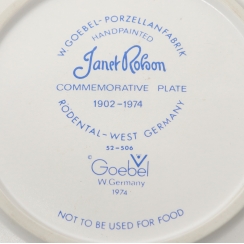 W. GOEBEL-PORZELLANFABRIK
HANDPAINTED
Janet Robson
COMMEMORATIVE PLATE
1902-1974
RODENTAL-WEST GERMANY
52-506
© Goebel
W Germany
1974
NOT TO BE USED FOR FOOD